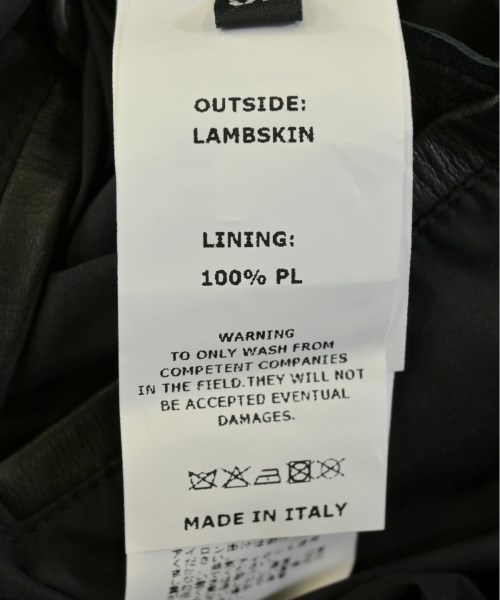 OUTSIDE:
LAMBSKIN
LINING:
100% PL
WARNING
TO ONLY WASH FROM
COMPETENT COMPANIES
IN THE FIELD.THEY WILL NOT
BE ACCEPTED EVENTUAL
DAMAGES.
MADE IN ITALY